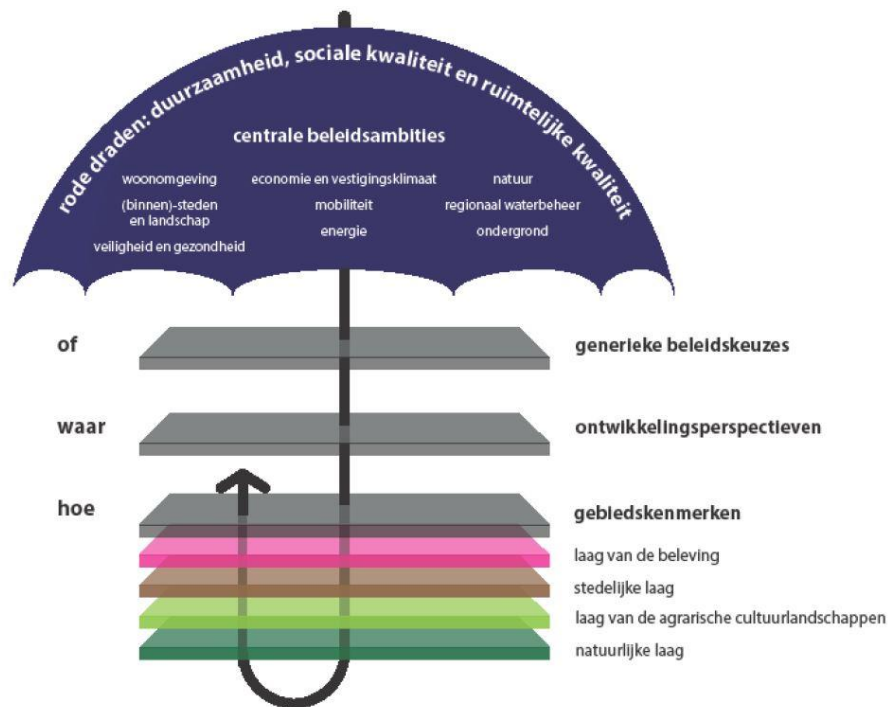 rode draden: duurzaamheid, sociale kwaliteit en ruimtelijke kwaliteit
centrale beleidsambities
woonomgeving
(binnen)-steden
en landschap
veiligheid en gezondheid
economie en vestigingsklimaat
mobiliteit
energie
natuur
regionaal waterbeheer
ondergrond
of
generieke beleidskeuzes
waar
ontwikkelingsperspectieven
hoe
gebiedskenmerken
laag van de beleving
stedelijke laag
laag van de agrarische cultuurlandschappen
natuurlijke laag